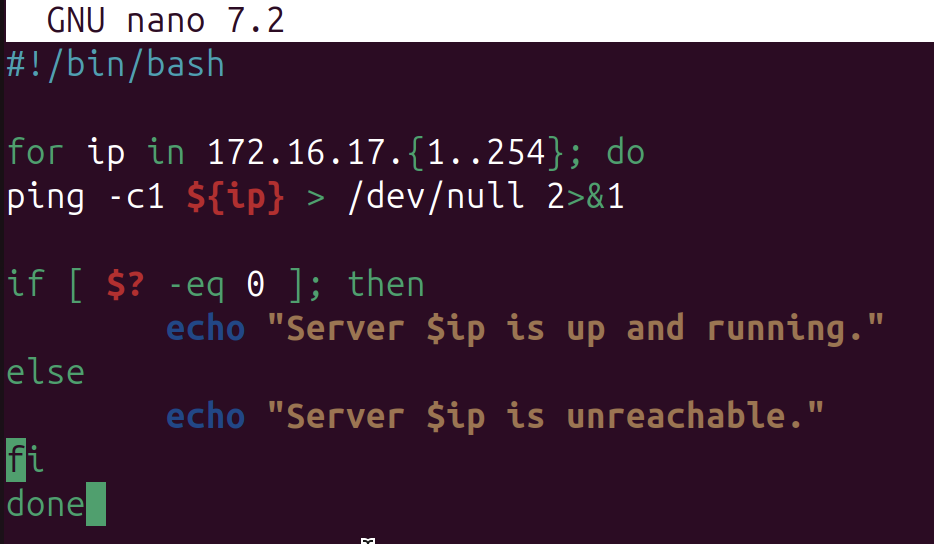 GNU nano 7.2
#!/bin/bash
for ip in 172.16.17.{1..254}; do
ping -c1 ${ip} > /dev/null 2>&1
if [ $? -eq 0 ]; then
        echo "Server $ip is up and running."
else
        echo "Server $ip is unreachable."
fi
done